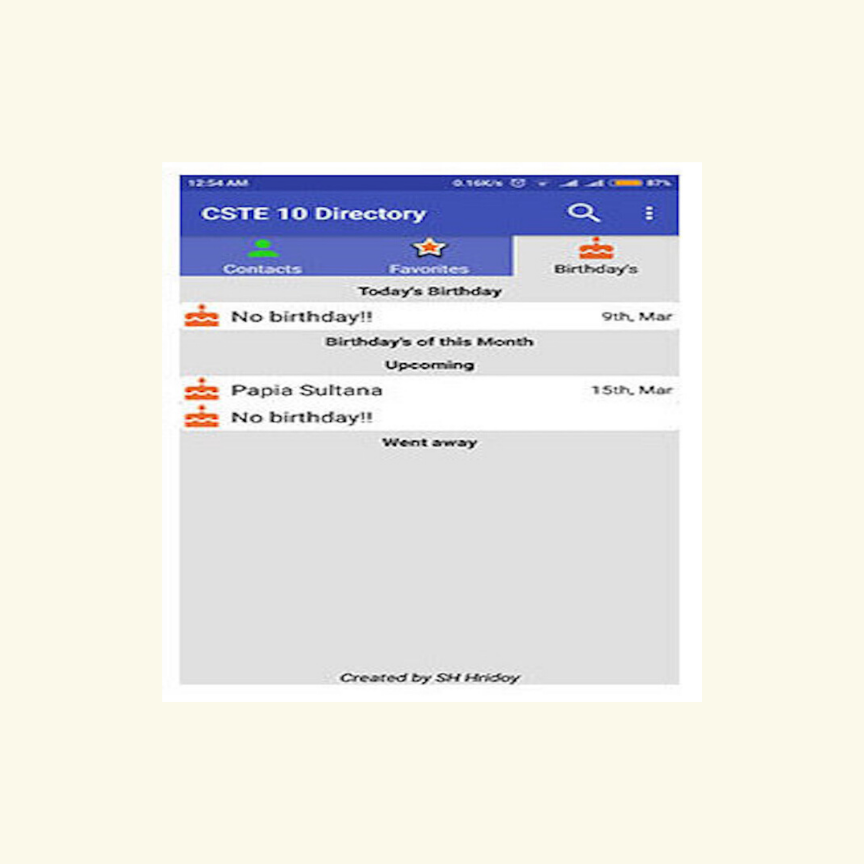 12:54 AM 0.16K/s 87%
CSTE 10 Directory
Contacts Favorites Birthday's
Today's Birthday
No birthday!! 9th, Mar
Birthday's of this Month
Upcoming
Papia Sultana 15th, Mar
No birthday!!
Went away
Created by SH Hridoy